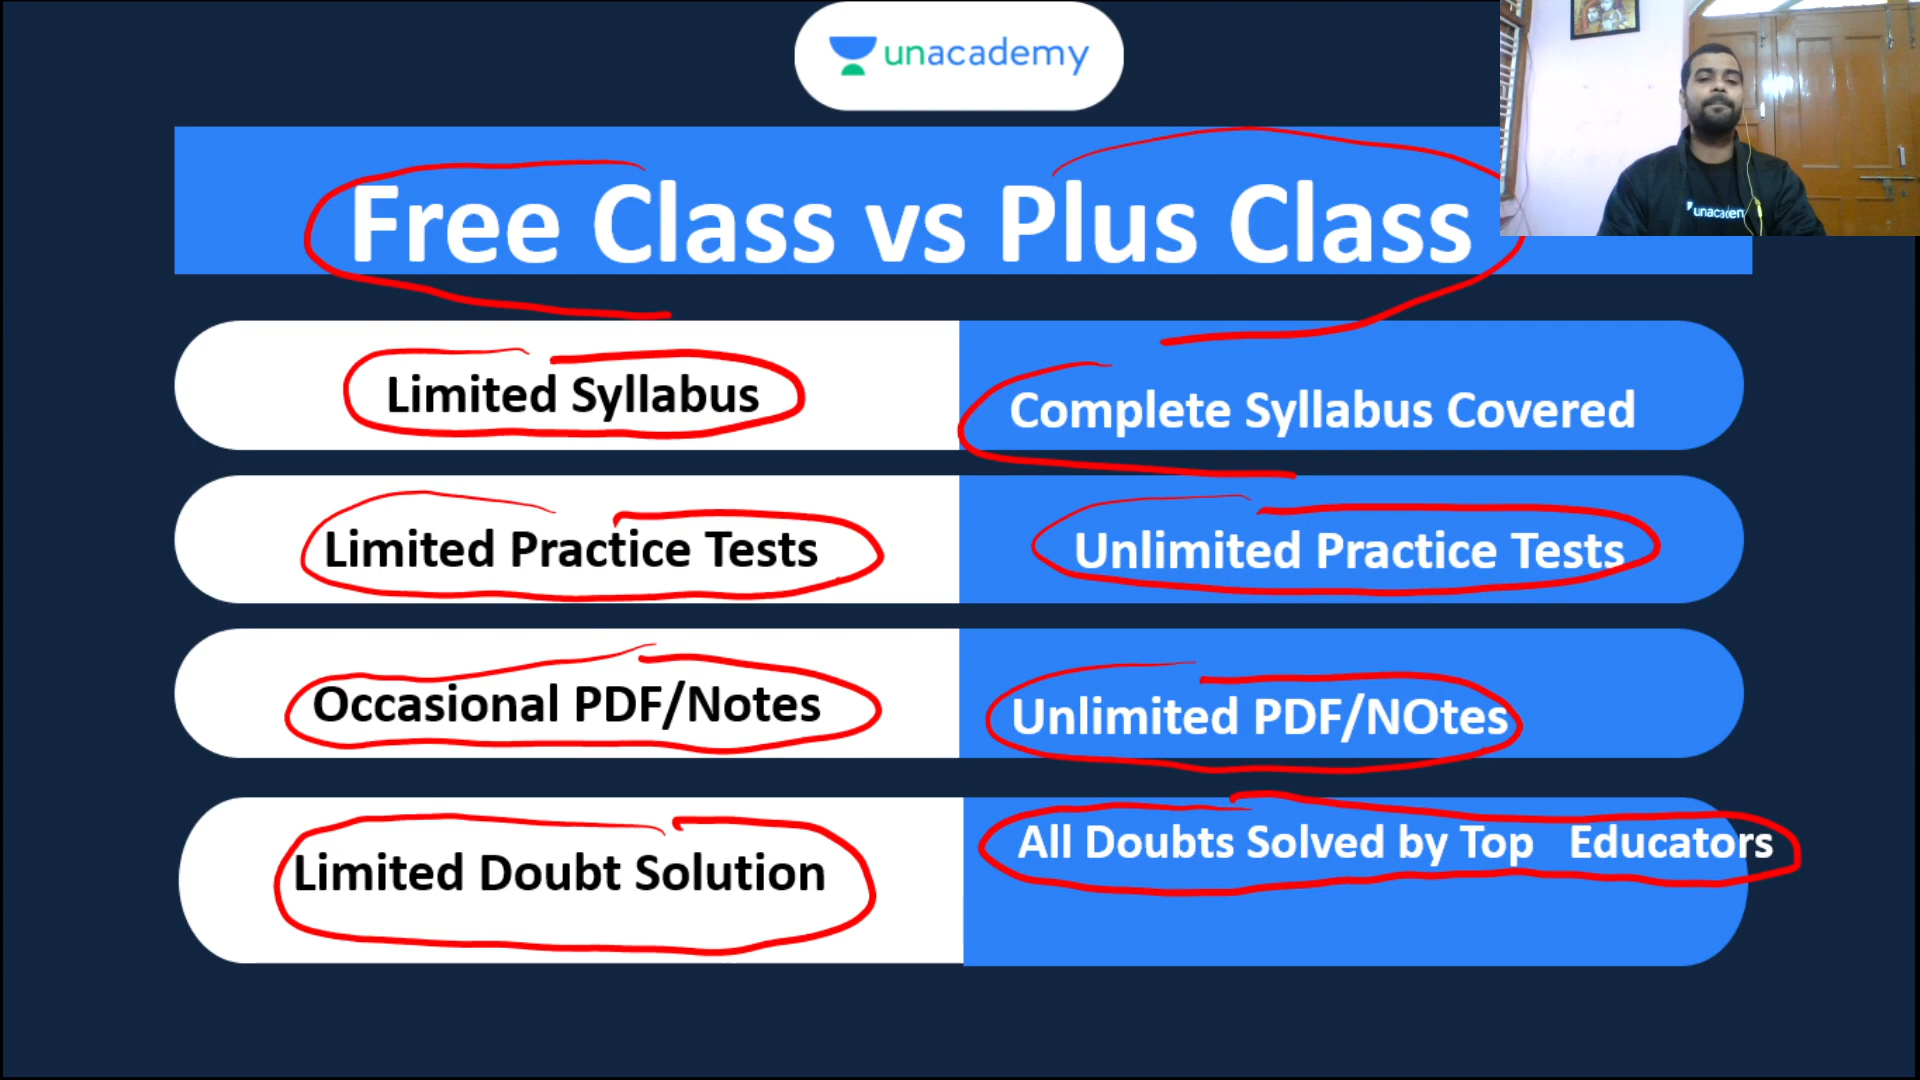 unacademy
Free Class vs Plus Class
unacadem
Limited Syllabus
Complete Syllabus Covered
Limited Practice Tests
Unlimited Practice Tests
Occasional PDF/Notes
Unlimited PDF/NOtes
Limited Doubt Solution
All Doubts Solved by Top Educators